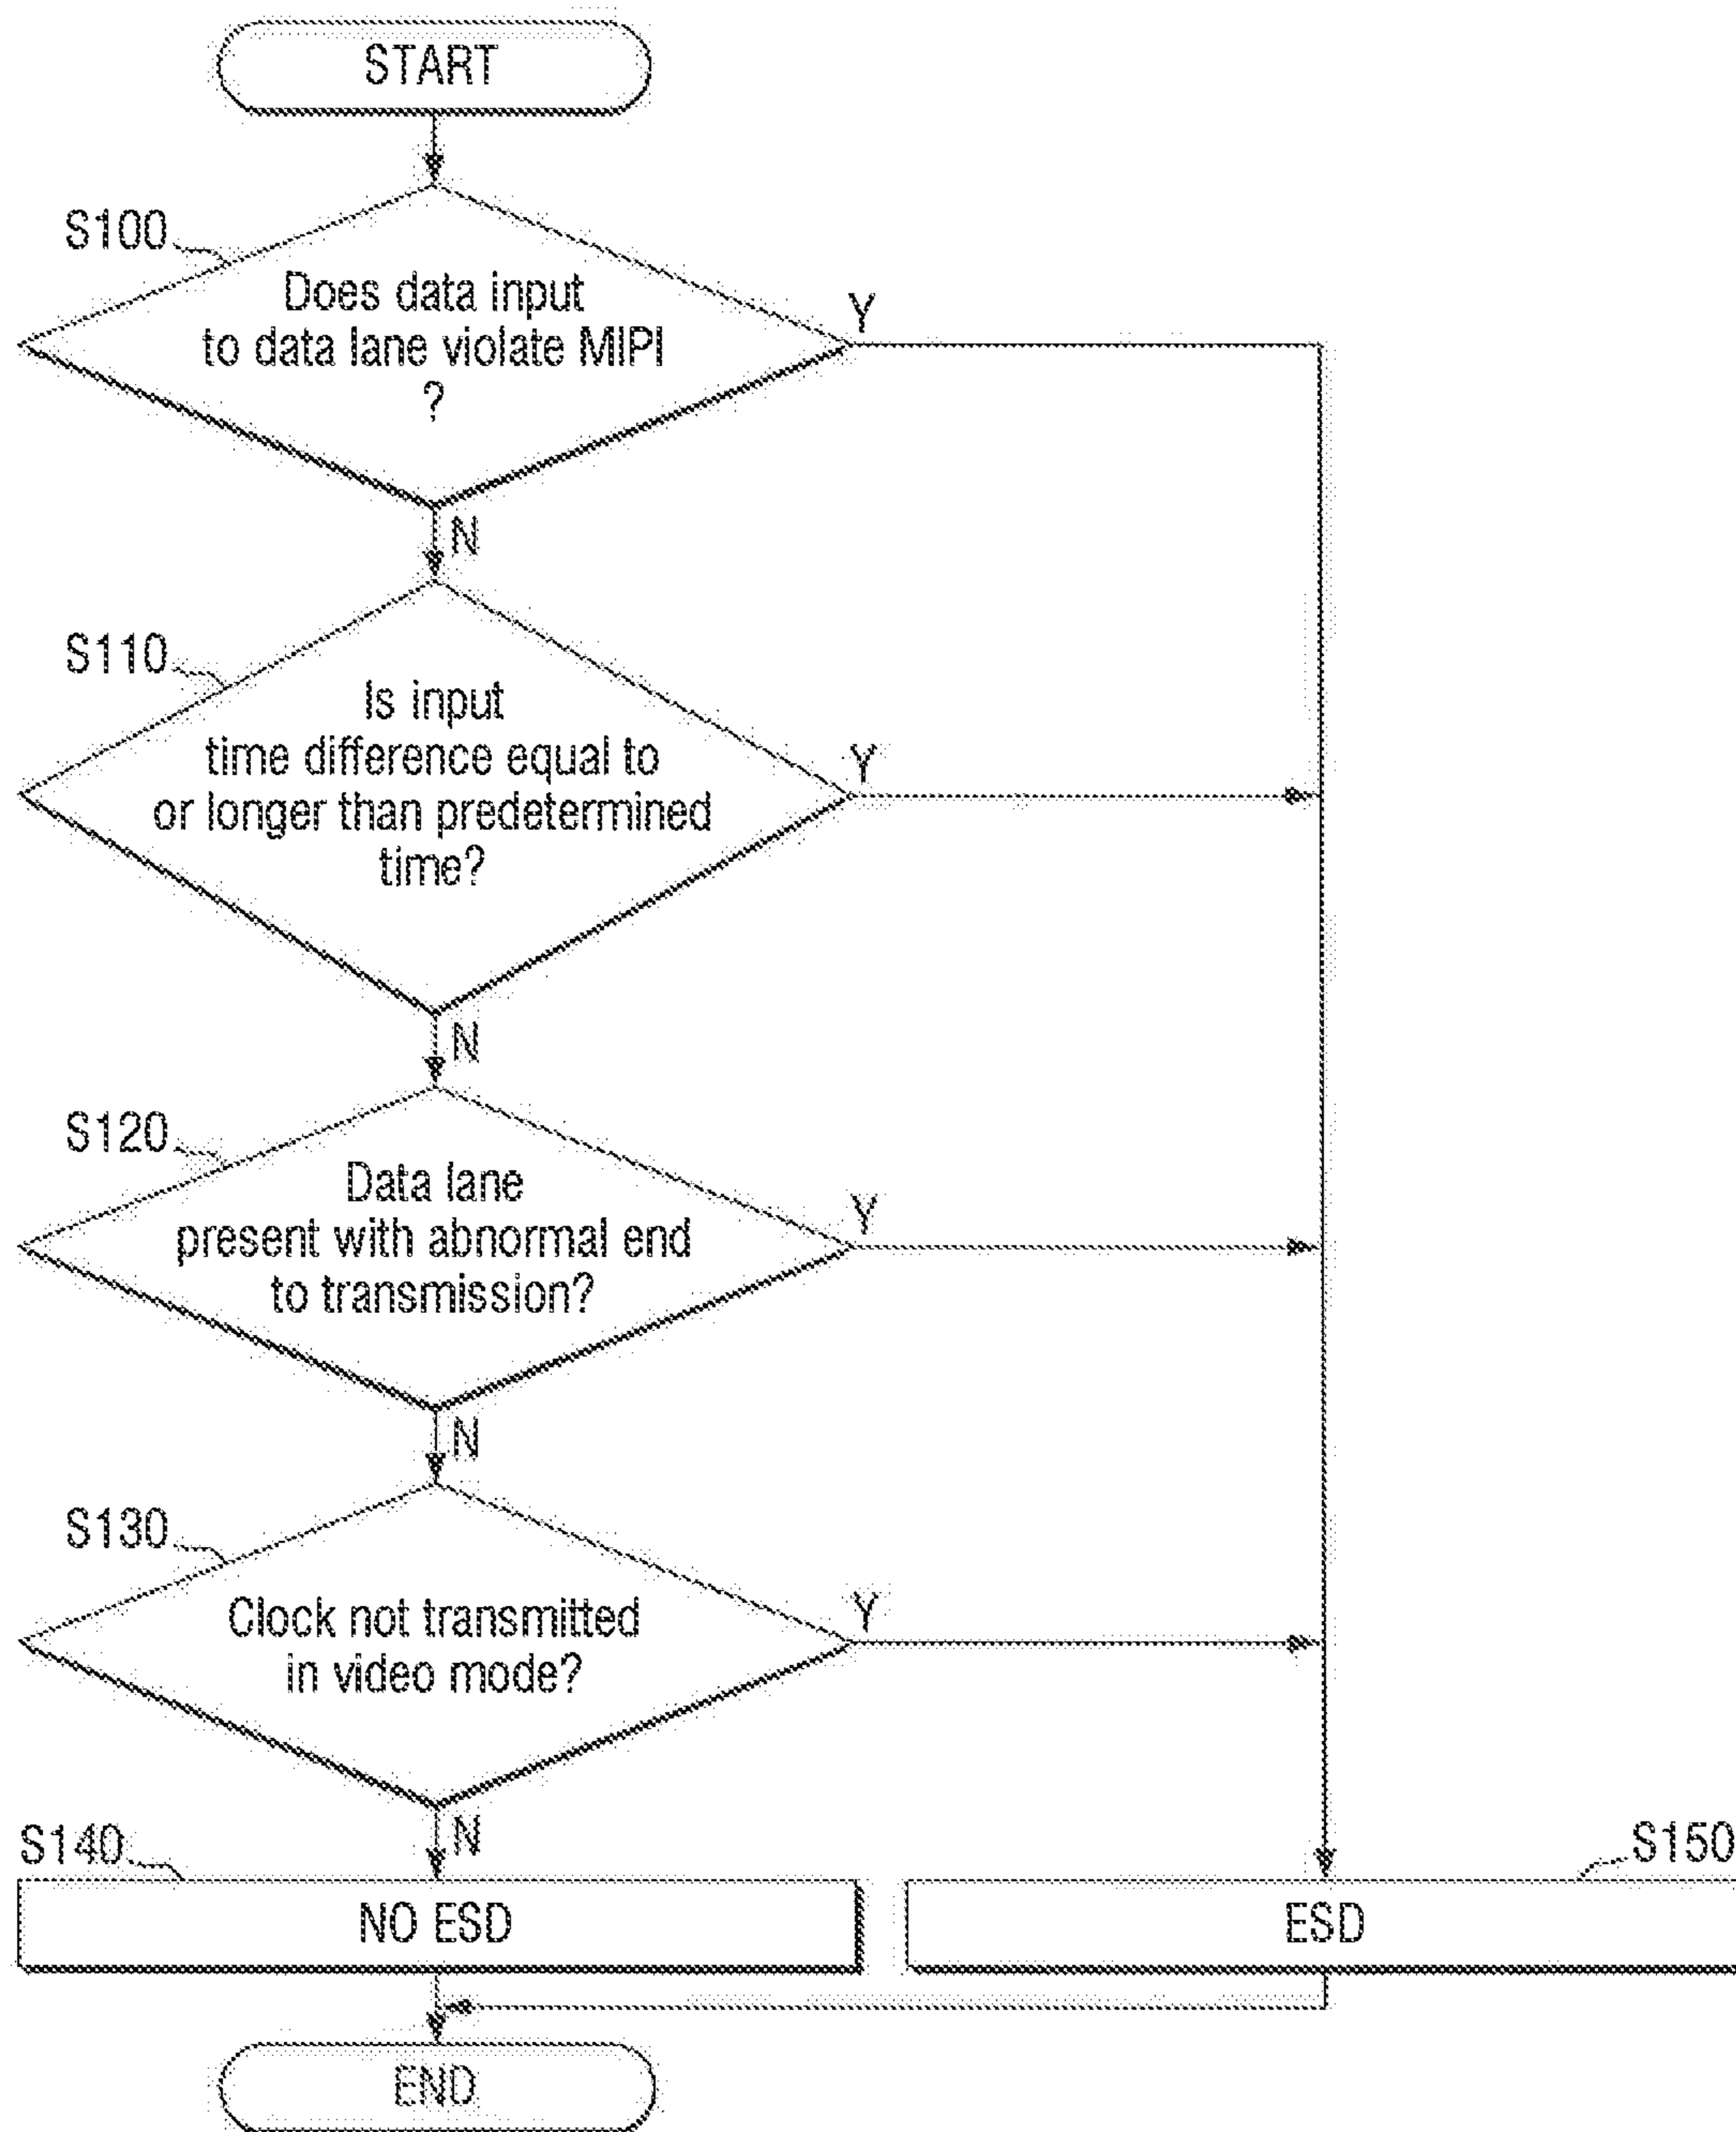 START
S100
Does data input
to data lane violate MIPI
?
Y
N
S110
Is input
time difference equal to
or longer than predetermined
time?
Y
N
S120
Data lane
present with abnormal end
to transmission?
Y
N
S130
Clock not transmitted
in video mode?
Y
N
S140
NO ESD
S150
ESD
END